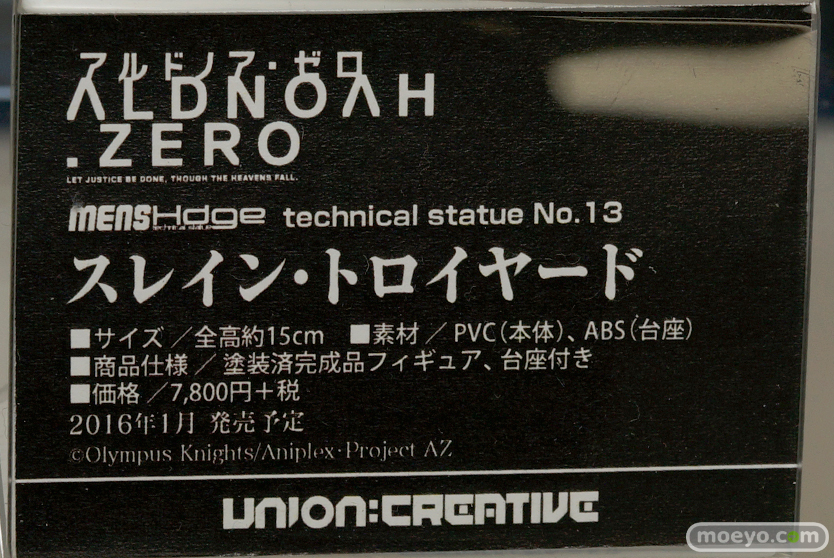 アルドノア・ゼロ
ALDNOAH
.ZERO
LET JUSTICE BE DONE, THOUGH THE HEAVENS FALL.
MENS Hdge technical statue No.13
スレイン・トロイヤード
■サイズ／全高約15cm ■素材／PVC（本体）、ABS（台座）
■商品仕様／塗装済完成品フィギュア、台座付き
■価格／7,800円＋税
2016年1月 発売予定
©Olympus Knights/Aniplex・Project AZ
UNION:CREATIVE
moeyo.com